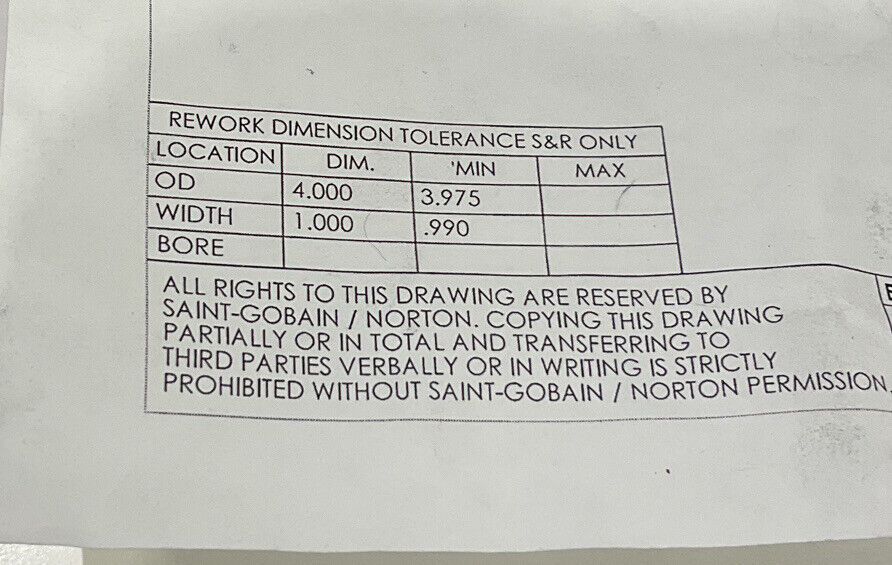 REWORK DIMENSION TOLERANCE S&R ONLY
LOCATION DIM. 'MIN MAX
OD 4.000 3.975
WIDTH 1.000 .990
BORE
ALL RIGHTS TO THIS DRAWING ARE RESERVED BY
SAINT-GOBAIN / NORTON. COPYING THIS DRAWING
PARTIALLY OR IN TOTAL AND TRANSFERRING TO
THIRD PARTIES VERBALLY OR IN WRITING IS STRICTLY
PROHIBITED WITHOUT SAINT-GOBAIN / NORTON PERMISSION.